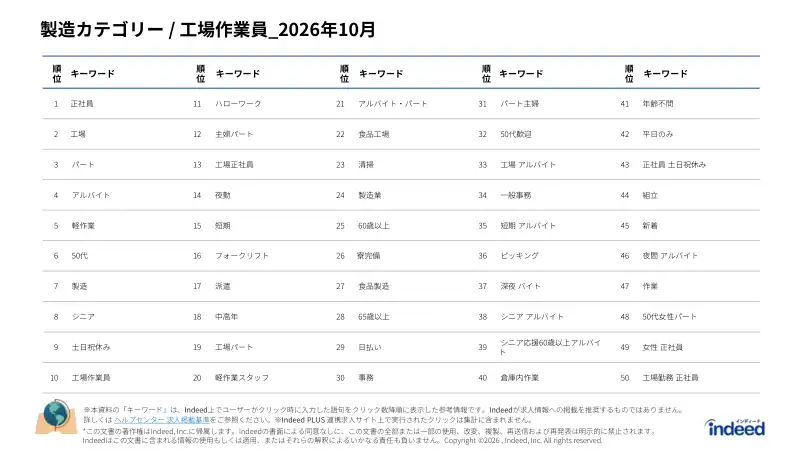 製造カテゴリー / 工場作業員_2026年10月
順位 キーワード 順位 キーワード 順位 キーワード 順位 キーワード 順位 キーワード
1 正社員 11 ハローワーク 21 アルバイト・パート 31 パート主婦 41 年齢不問
2 工場 12 主婦パート 22 食品工場 32 50代歓迎 42 平日のみ
3 パート 13 工場正社員 23 清掃 33 工場 アルバイト 43 正社員 土日祝休み
4 アルバイト 14 夜勤 24 製造業 34 一般事務 44 組立
5 軽作業 15 短期 25 60歳以上 35 短期 アルバイト 45 新着
6 50代 16 フォークリフト 26 寮完備 36 ピッキング 46 夜間 アルバイト
7 製造 17 派遣 27 食品製造 37 深夜 バイト 47 作業
8 シニア 18 中高年 28 65歳以上 38 シニア アルバイト 48 50代女性パート
9 土日祝休み 19 工場パート 29 日払い 39 シニア応援60歳以上アルバイト 49 女性 正社員
10 工場作業員 20 軽作業スタッフ 30 事務 40 倉庫内作業 50 工場勤務 正社員
※本資料の「キーワード」は、Indeed上でユーザーがクリック時に入力した語句をクリック数降順に表示した参考情報です。Indeedが求人情報への掲載を推奨するものではありません。
詳しくは ヘルプセンター 求人掲載基準をご参照ください。※Indeed PLUS 連携求人サイト上で実行されたクリックは集計に含まれません。
*この文書の著作権はIndeed, Inc.に帰属します。Indeedの書面による同意なしに、この文書の全部または一部の使用、改変、複製、再送信および再発表は明示的に禁止されます。
Indeedはこの文書に含まれる情報の使用もしくは適用、またはそれらの解釈によるいかなる責任も負いません。Copyright ©2026 , Indeed, Inc. All rights reserved.
インディード
indeed